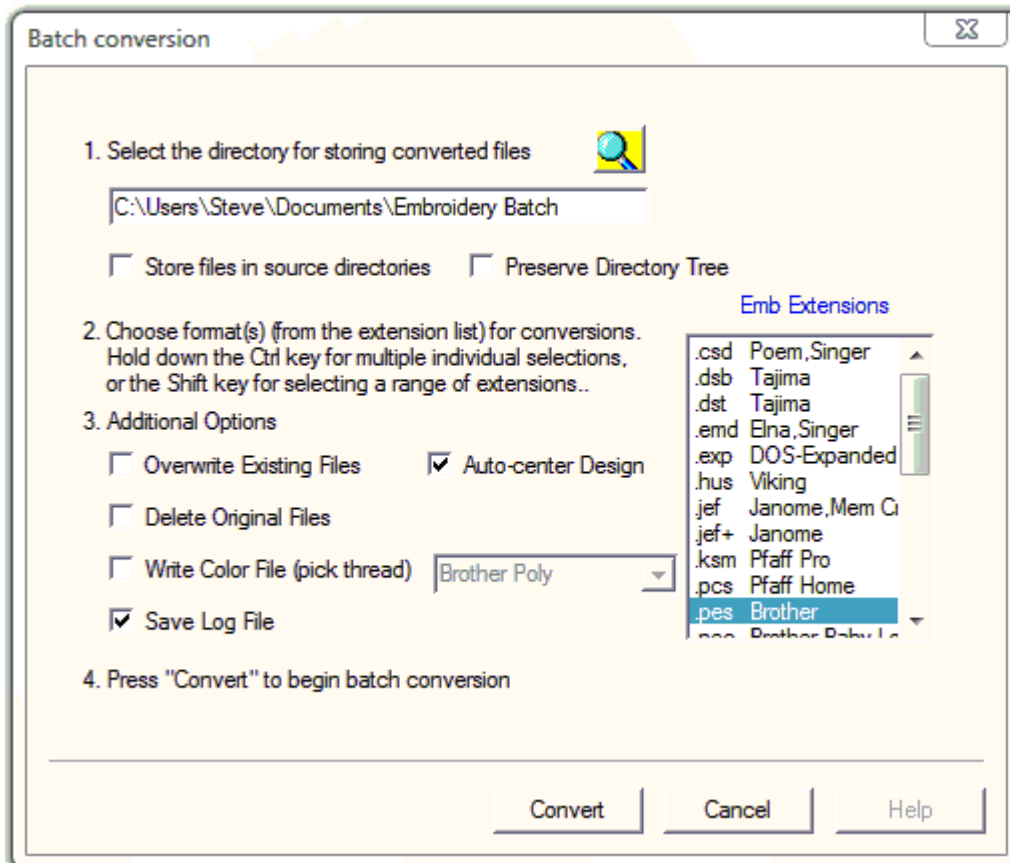 Batch conversion
1. Select the directory for storing converted files
C:\Users\Steve\Documents\Embroidery Batch
Store files in source directories
Preserve Directory Tree
Emb Extensions
2. Choose format(s) (from the extension list) for conversions.
Hold down the Ctrl key for multiple individual selections,
or the Shift key for selecting a range of extensions..
.csd Poem,Singer
.dsb Tajima
.dst Tajima
.emd Elna,Singer
.exp DOS-Expanded
.hus Viking
.jef Janome,Mem
.jef+ Janome
.ksm Pfaff Pro
.pcs Pfaff Home
.pes Brother
3. Additional Options
Overwrite Existing Files
Auto-center Design
Delete Original Files
Write Color File (pick thread)
Brother Poly
Save Log File
4. Press "Convert" to begin batch conversion
Convert
Cancel
Help